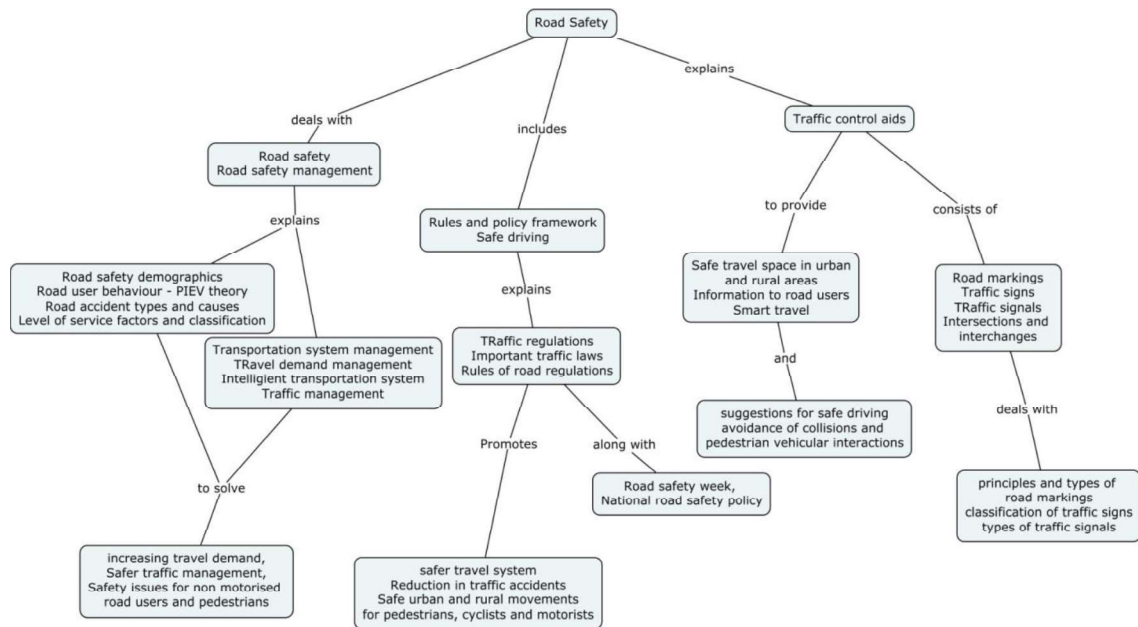 Road Safety
deals with
includes
explains
Road safety
Road safety management
explains
Road safety demographics
Road user behaviour - PIEV theory
Road accident types and causes
Level of service factors and classification
Transportation system management
TRavel demand management
Intelligient transportation system
Traffic management
to solve
increasing travel demand,
Safer traffic management,
Safety issues for non motorised
road users and pedestrians
Rules and policy framework
Safe driving
explains
TRaffic regulations
Important traffic laws
Rules of road regulations
Promotes
along with
safer travel system
Reduction in traffic accidents
Safe urban and rural movements
for pedestrians, cyclists and motorists
Road safety week,
National road safety policy
Traffic control aids
to provide
consists of
Safe travel space in urban
and rural areas
Information to road users
Smart travel
and
suggestions for safe driving
avoidance of collisions and
pedestrian vehicular interactions
Road markings
Traffic signs
TRaffic signals
Intersections and
interchanges
deals with
principles and types of
road markings
classification of traffic signs
types of traffic signals